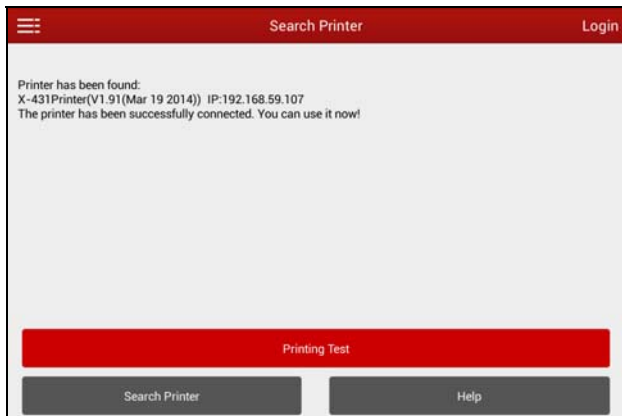 Search Printer
Login
Printer has been found:
X-431Printer(V1.91(Mar 19 2014)) IP:192.168.59.107
The printer has been successfully connected. You can use it now!
Printing Test
Search Printer
Help